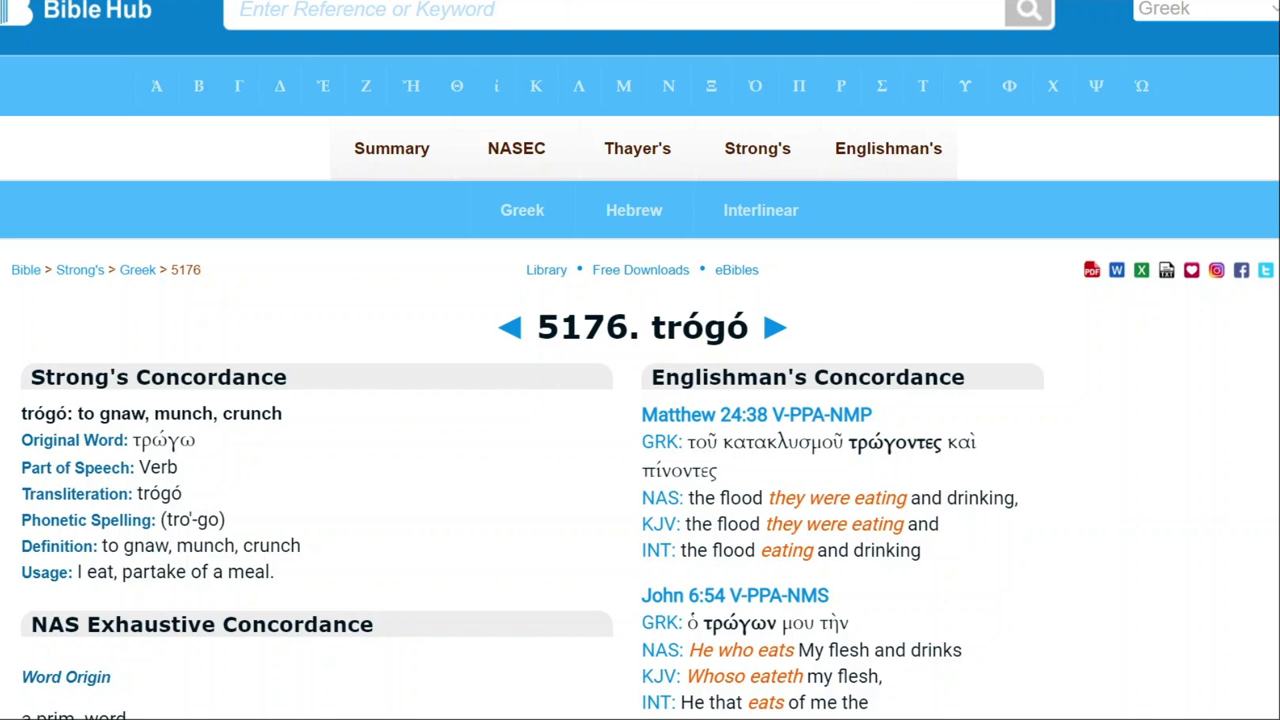 Bible Hub
Enter Reference or Keyword
Greek
Ἀ Β Γ Δ Ἐ Ζ Ἡ Θ ἰ Κ Λ Μ Ν Ξ Ὀ Π Ρ Σ Τ Υ Φ Χ Ψ Ὠ
Summary NASEC Thayer's Strong's Englishman's
Greek Hebrew Interlinear
Bible > Strong's > Greek > 5176
Library • Free Downloads • eBibles
◄ 5176. trógó ►
Strong's Concordance
trógó: to gnaw, munch, crunch
Original Word: τρώγω
Part of Speech: Verb
Transliteration: trógó
Phonetic Spelling: (tro'-go)
Definition: to gnaw, munch, crunch
Usage: I eat, partake of a meal.
NAS Exhaustive Concordance
Word Origin
a prim. word
Englishman's Concordance
Matthew 24:38 V-PPA-NMP
GRK: τοῦ κατακλυσμοῦ τρώγοντες καὶ
πίνοντες
NAS: the flood they were eating and drinking,
KJV: the flood they were eating and
INT: the flood eating and drinking
John 6:54 V-PPA-NMS
GRK: ὁ τρώγων μου τὴν
NAS: He who eats My flesh and drinks
KJV: Whoso eateth my flesh,
INT: He that eats of me the